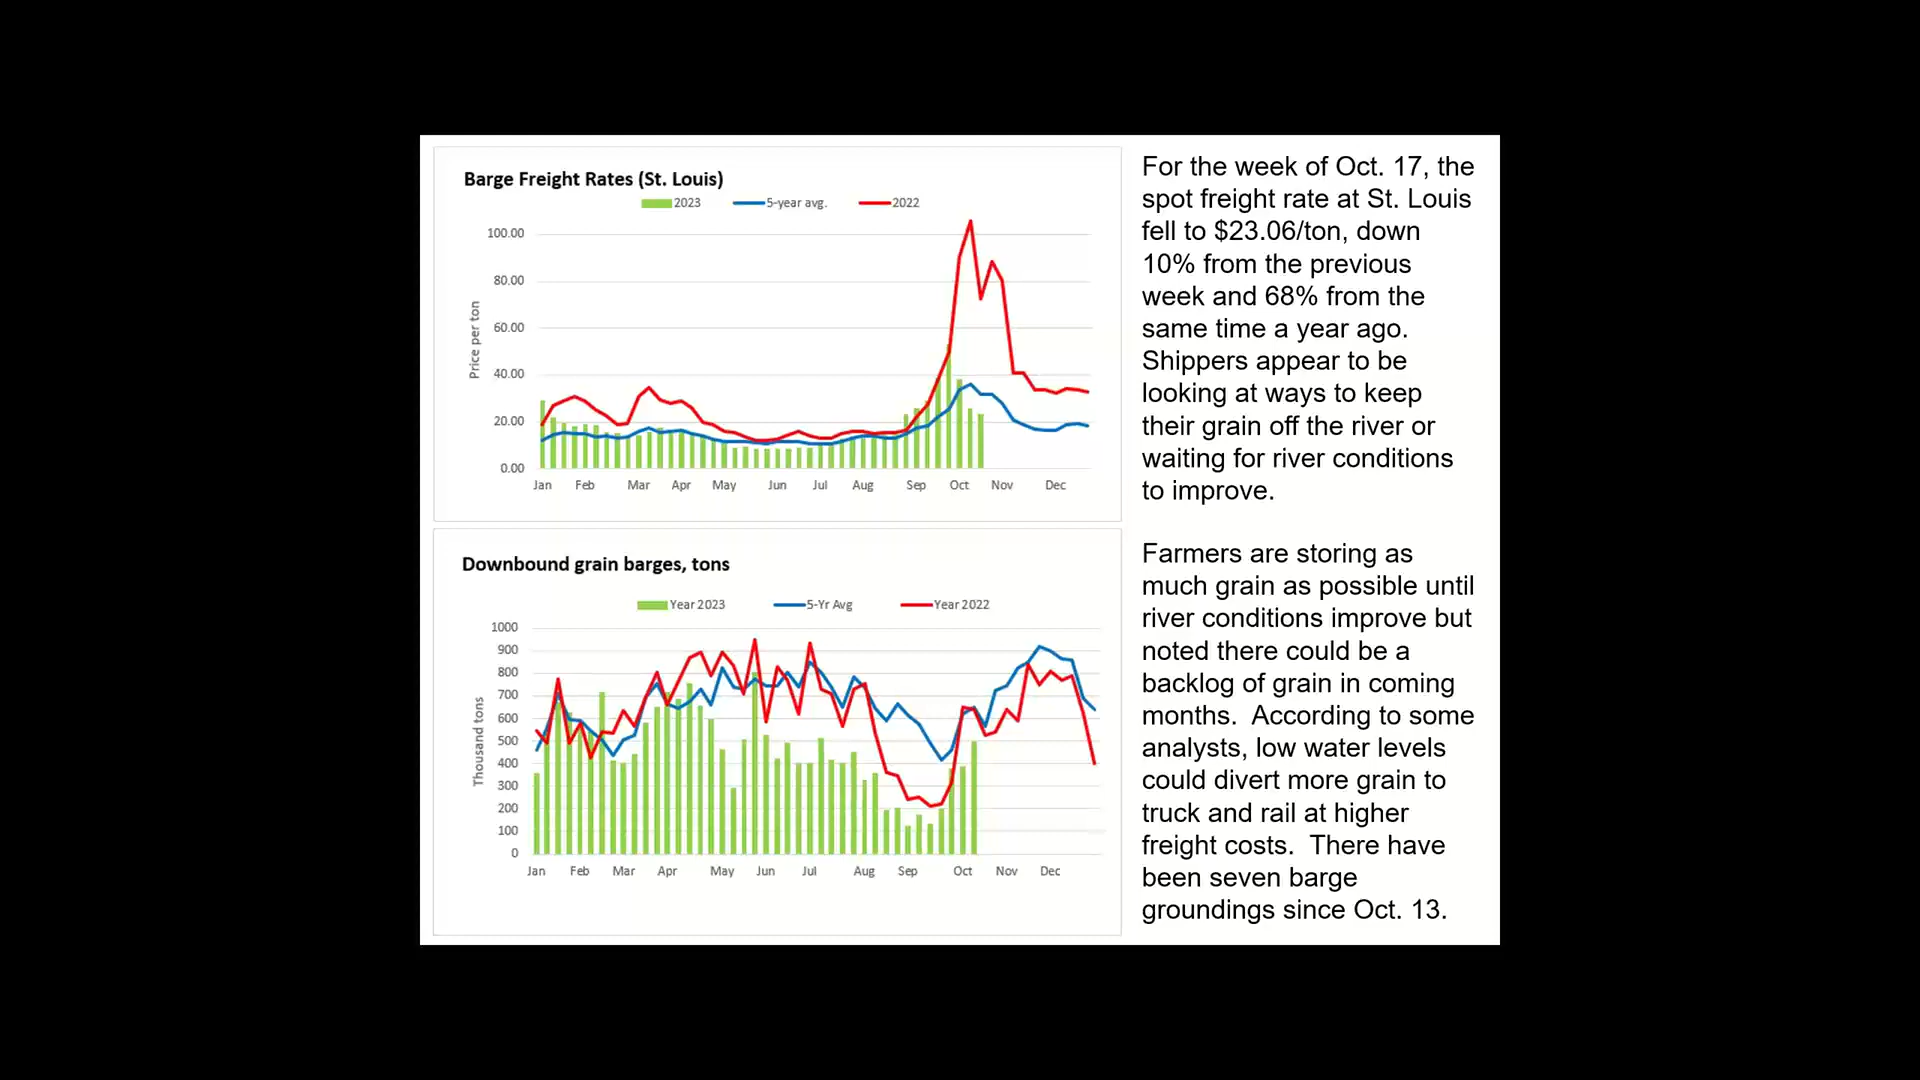 Barge Freight Rates (St. Louis)
2023 5-year avg. 2022
100.00
80.00
60.00
40.00
20.00
0.00
Price per ton
Jan Feb Mar Apr May Jun Jul Aug Sep Oct Nov Dec
Downbound grain barges, tons
Year 2023 5-Yr Avg Year 2022
1000
900
800
700
600
500
400
300
200
100
0
Thousand tons
Jan Feb Mar Apr May Jun Jul Aug Sep Oct Nov Dec
For the week of Oct. 17, the
spot freight rate at St. Louis
fell to $23.06/ton, down
10% from the previous
week and 68% from the
same time a year ago.
Shippers appear to be
looking at ways to keep
their grain off the river or
waiting for river conditions
to improve.
Farmers are storing as
much grain as possible until
river conditions improve but
noted there could be a
backlog of grain in coming
months.  According to some
analysts, low water levels
could divert more grain to
truck and rail at higher
freight costs.  There have
been seven barge
groundings since Oct. 13.